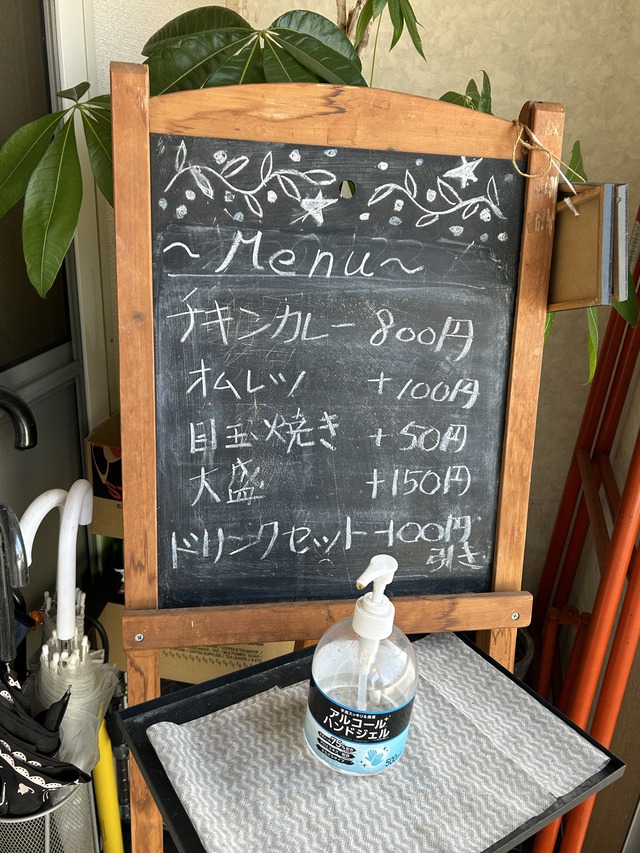 ~Menu~
チキンカレー 800円
オムレツ +100円
目玉焼き +50円
大盛 +150円
ドリンクセット -100円
引き
アルコール
ハンドジェル